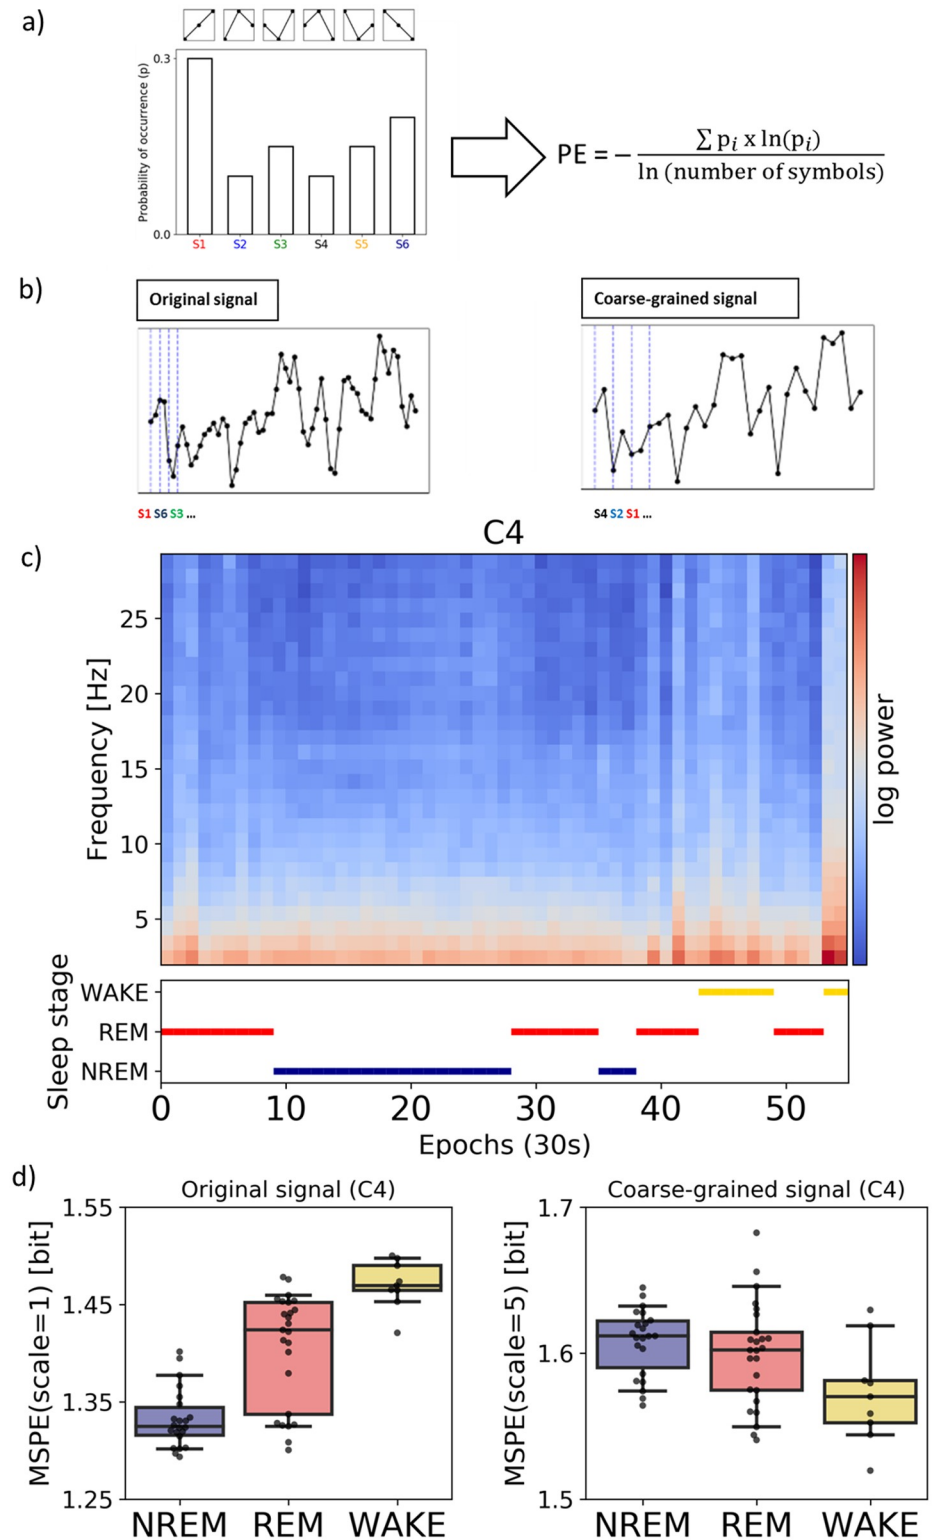 a)
Probability of occurrence (p)
0.3
0.0
S1 S2 S3 S4 S5 S6
PE = − ∑ pᵢ x ln(pᵢ) / ln (number of symbols)
b)
Original signal
Coarse-grained signal
S1 S6 S3 ...
S4 S2 S1 ...
c)
C4
Frequency [Hz]
25
20
15
10
5
log power
Sleep stage
WAKE
REM
NREM
0 10 20 30 40 50
Epochs (30s)
d)
Original signal (C4)
MSPE(scale=1) [bit]
1.55
1.45
1.35
1.25
NREM REM WAKE
Coarse-grained signal (C4)
MSPE(scale=5) [bit]
1.7
1.6
1.5
NREM REM WAKE